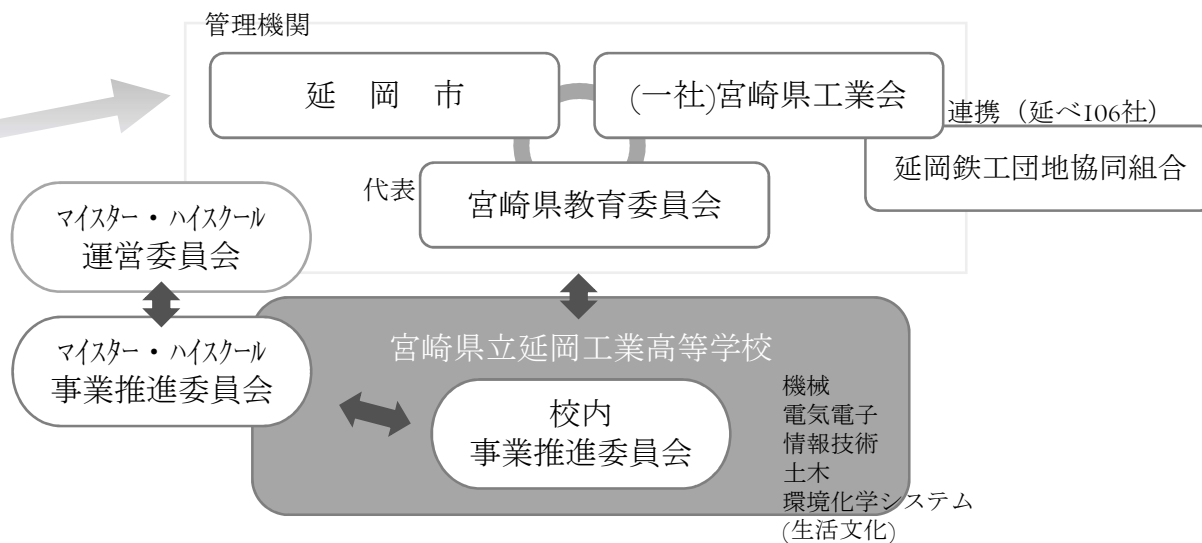 管理機関
延 岡 市
(一社)宮崎県工業会
連携（延べ106社）
延岡鉄工団地協同組合
代表
宮崎県教育委員会
マイスター・ハイスクール
運営委員会
マイスター・ハイスクール
事業推進委員会
宮崎県立延岡工業高等学校
校内
事業推進委員会
機械
電気電子
情報技術
土木
環境化学システム
(生活文化)